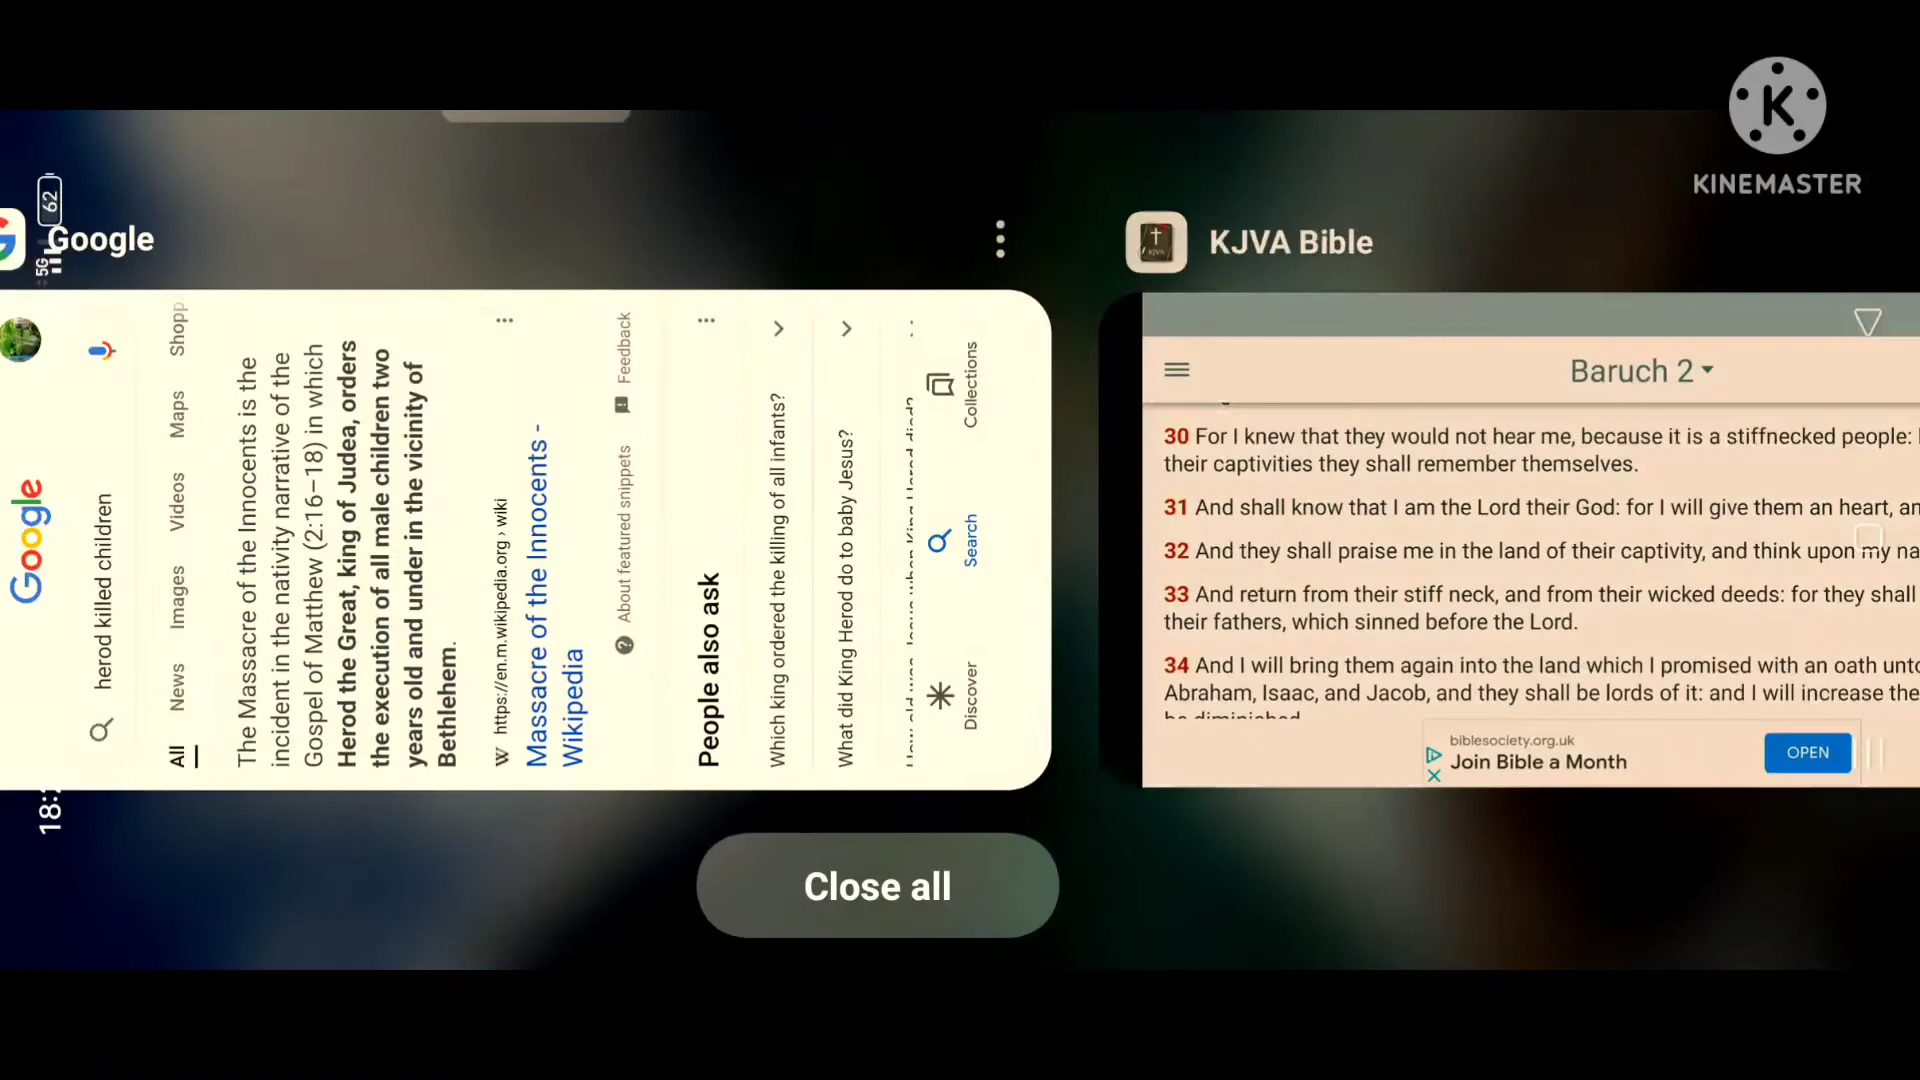 KINEMASTER
62
5G
18:
Google
Google
herod killed children
All News Images Videos Maps Shopp
The Massacre of the Innocents is the
incident in the nativity narrative of the
Gospel of Matthew (2:16–18) in which
Herod the Great, king of Judea, orders
the execution of all male children two
years old and under in the vicinity of
Bethlehem.
W https://en.m.wikipedia.org › wiki
Massacre of the Innocents -
Wikipedia
About featured snippets Feedback
People also ask
Which king ordered the killing of all infants?
What did King Herod do to baby Jesus?
Discover Search Collections
Close all
KJVA Bible
Baruch 2
30 For I knew that they would not hear me, because it is a stiffnecked people:
their captivities they shall remember themselves.
31 And shall know that I am the Lord their God: for I will give them an heart, an
32 And they shall praise me in the land of their captivity, and think upon my na
33 And return from their stiff neck, and from their wicked deeds: for they shall
their fathers, which sinned before the Lord.
34 And I will bring them again into the land which I promised with an oath unto
Abraham, Isaac, and Jacob, and they shall be lords of it: and I will increase the
biblesociety.org.uk
Join Bible a Month
OPEN